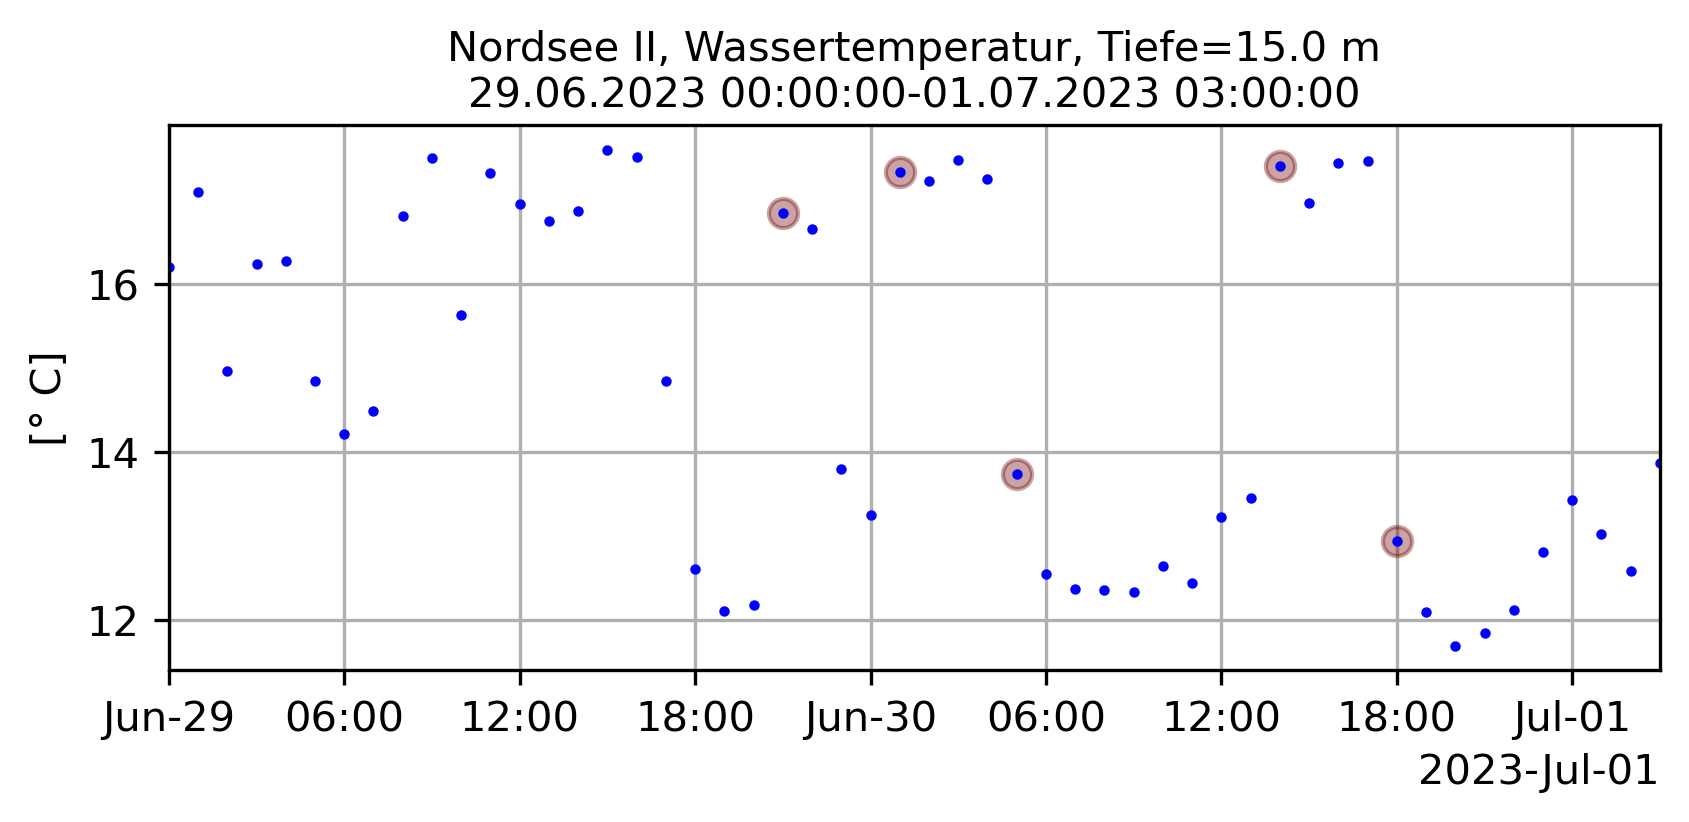 Nordsee II, Wassertemperatur, Tiefe=15.0 m
29.06.2023 00:00:00-01.07.2023 03:00:00
[° C]
16
14
12
Jun-29 06:00 12:00 18:00 Jun-30 06:00 12:00 18:00 Jul-01
2023-Jul-01